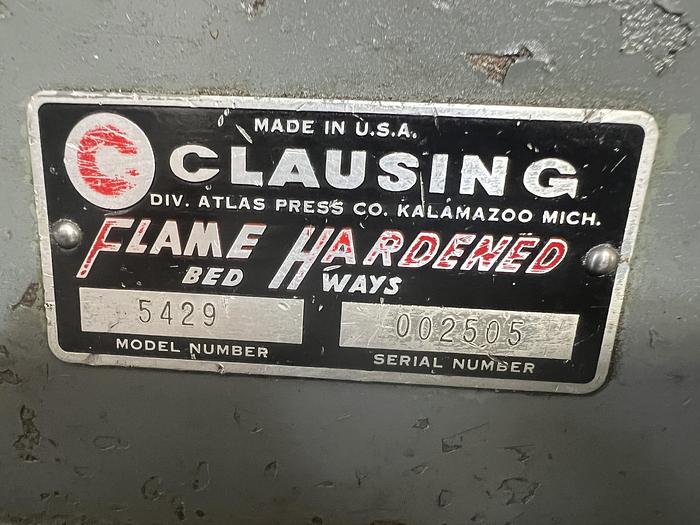 MADE IN U.S.A.
C CLAUSING
DIV. ATLAS PRESS CO. KALAMAZOO MICH.
FLAME HARDENED
BED WAYS
5429 002505
MODEL NUMBER SERIAL NUMBER